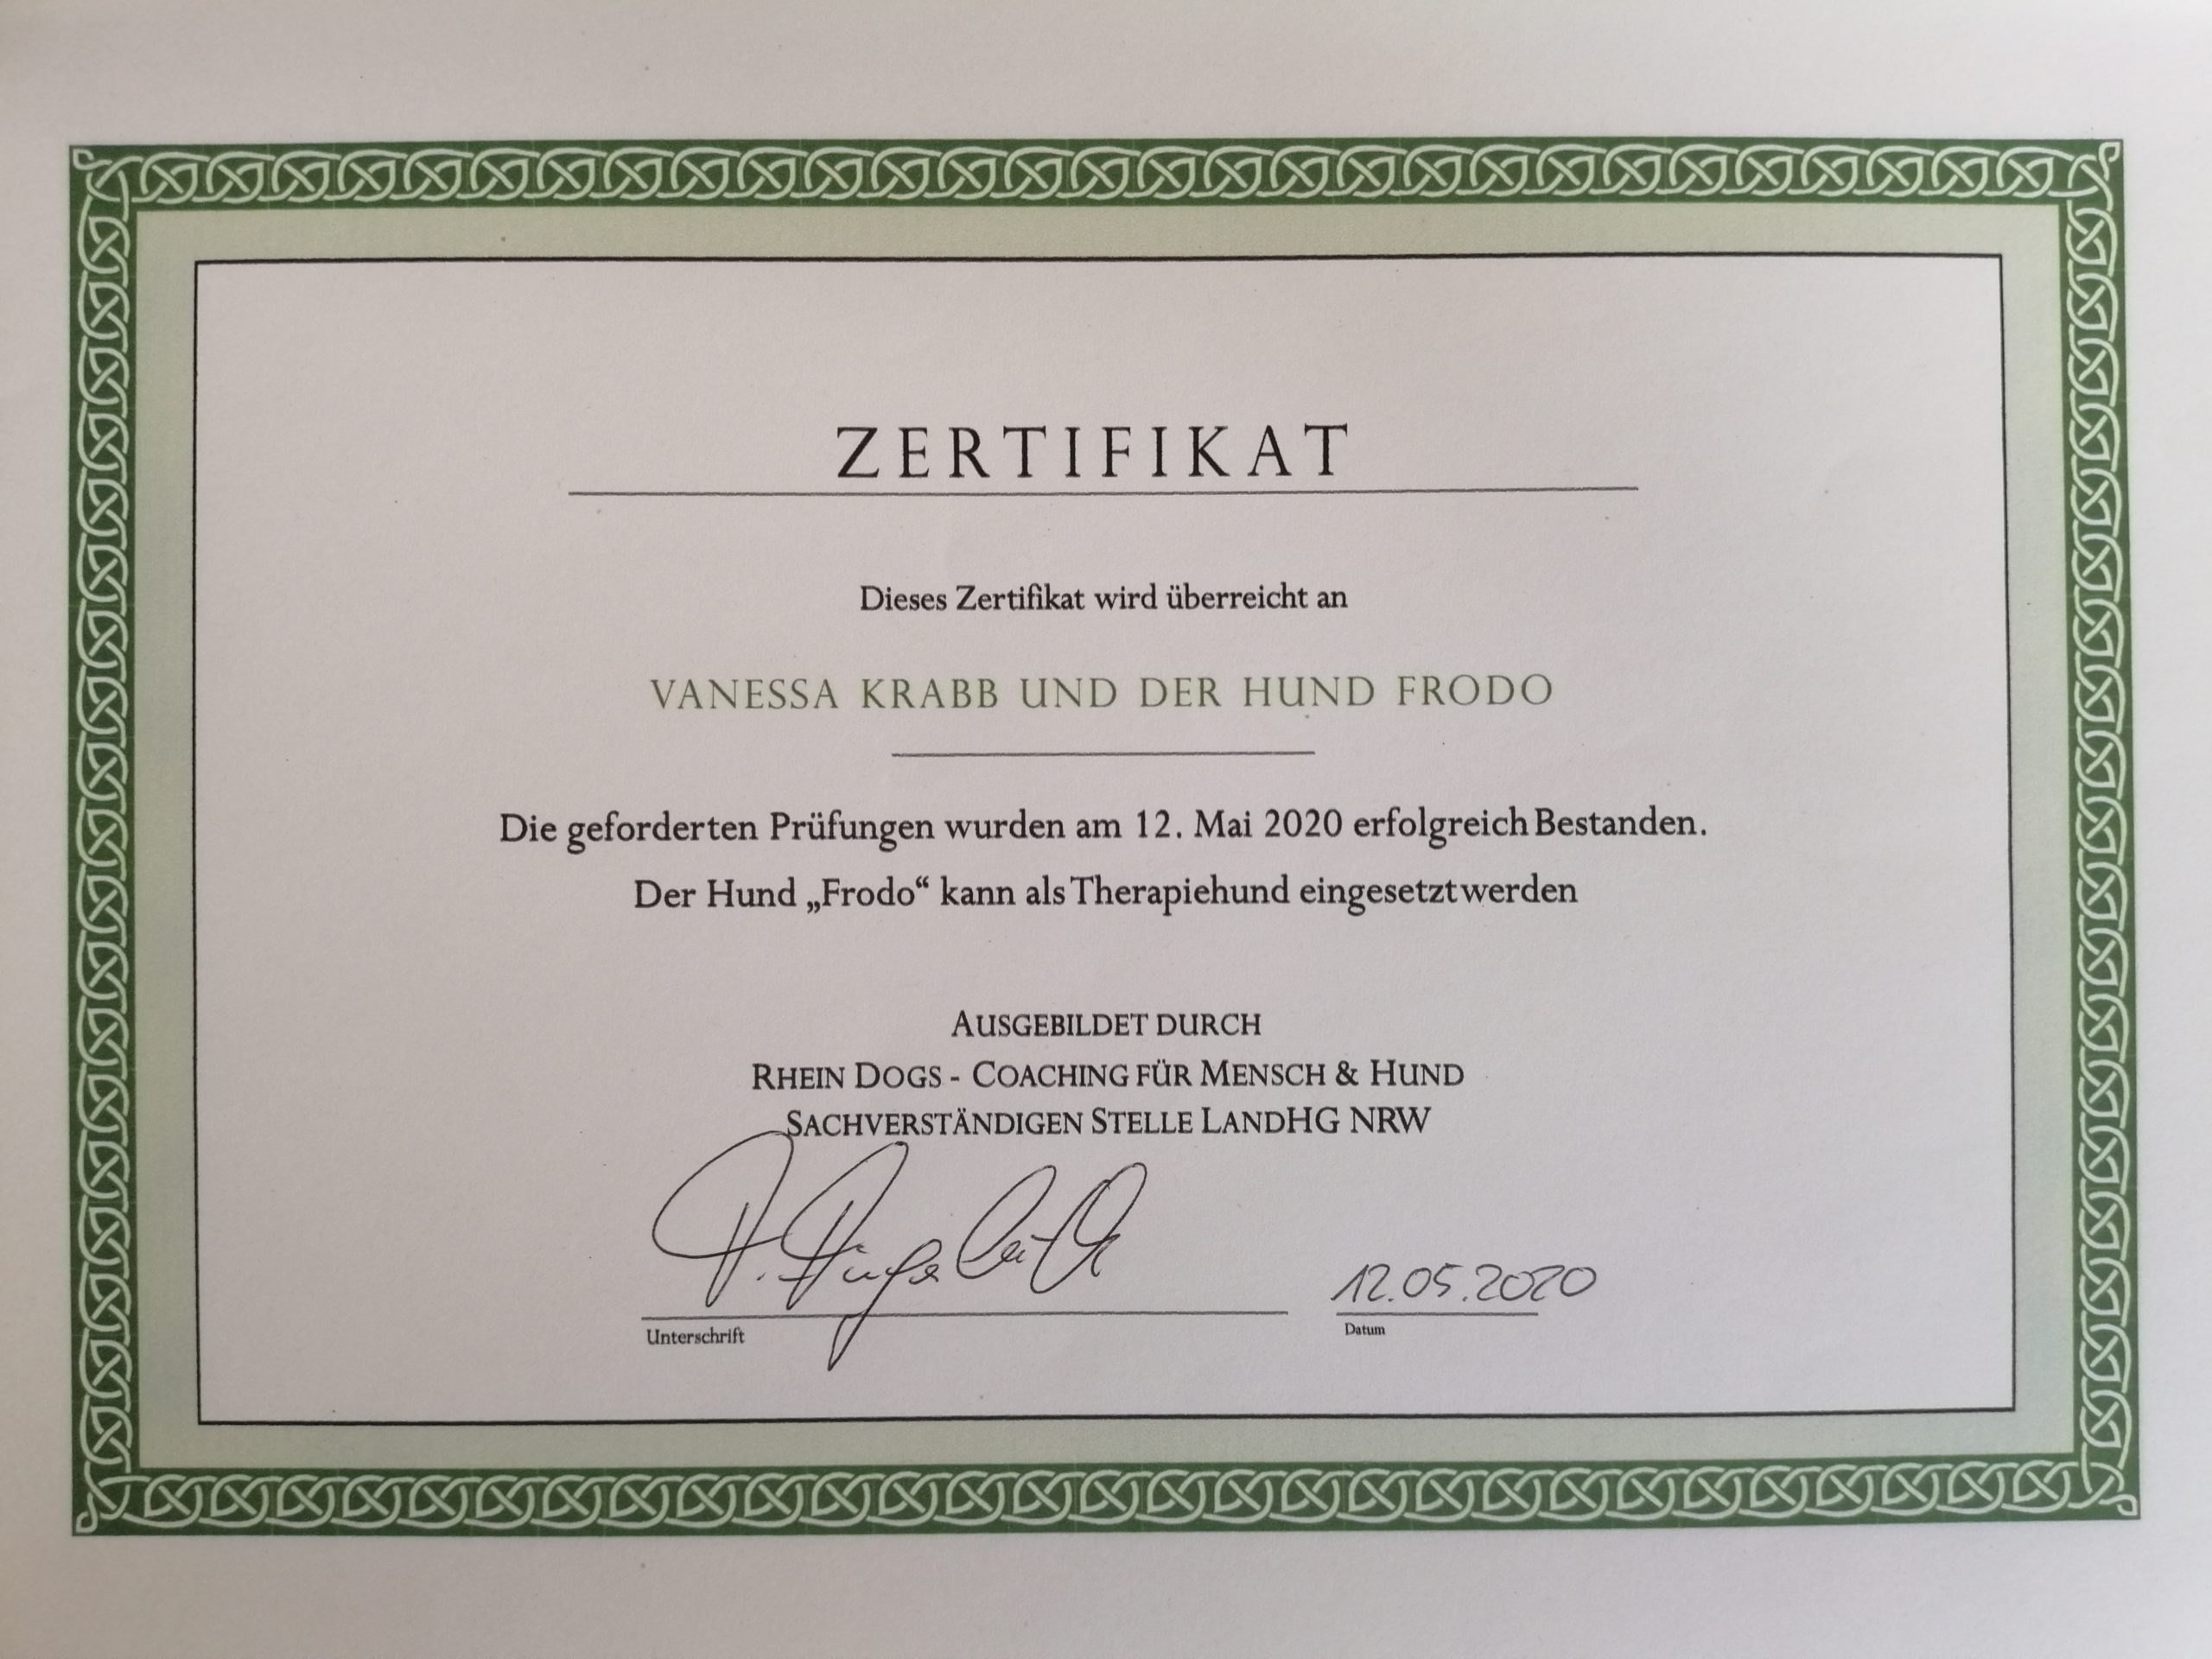 ZERTIFIKAT
Dieses Zertifikat wird überreicht an
VANESSA KRABB UND DER HUND FRODO
Die geforderten Prüfungen wurden am 12. Mai 2020 erfolgreich Bestanden.
Der Hund „Frodo“ kann als Therapiehund eingesetzt werden
AUSGEBILDET DURCH
RHEIN DOGS - COACHING FÜR MENSCH & HUND
SACHVERSTÄNDIGEN STELLE LANDHG NRW
12.05.2020
Unterschrift
Datum